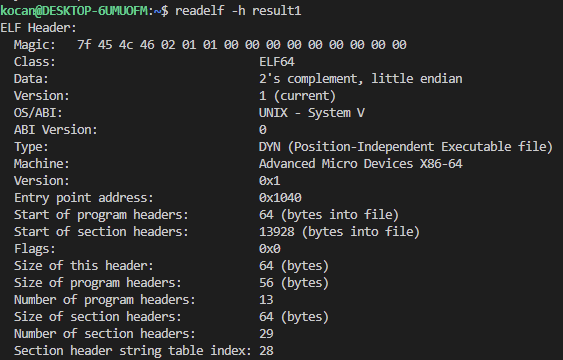 kocan@DESKTOP-6UMUOFM:~$ readelf -h result1
ELF Header:
  Magic:   7f 45 4c 46 02 01 01 00 00 00 00 00 00 00 00 00
  Class:                             ELF64
  Data:                              2's complement, little endian
  Version:                           1 (current)
  OS/ABI:                            UNIX - System V
  ABI Version:                       0
  Type:                              DYN (Position-Independent Executable file)
  Machine:                           Advanced Micro Devices X86-64
  Version:                           0x1
  Entry point address:               0x1040
  Start of program headers:          64 (bytes into file)
  Start of section headers:          13928 (bytes into file)
  Flags:                             0x0
  Size of this header:               64 (bytes)
  Size of program headers:           56 (bytes)
  Number of program headers:         13
  Size of section headers:           64 (bytes)
  Number of section headers:         29
  Section header string table index: 28